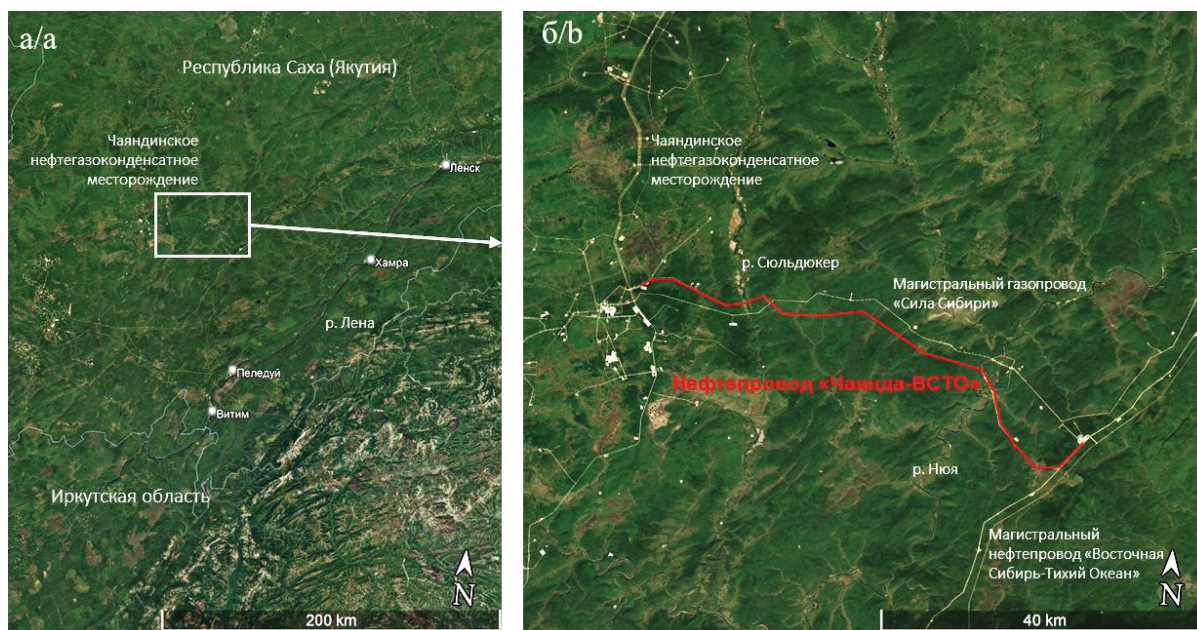 а/a
Республика Саха (Якутия)
Чаяндинское
нефтегазоконденсатное
месторождение
Ленск
Хамра
р. Лена
Пеледуй
Витим
Иркутская область
N
200 km
б/b
Чаяндинское
нефтегазоконденсатное
месторождение
р. Сюльдюкер
Магистральный газопровод
«Сила Сибири»
Нефтепровод «Чаянда-ВСТО»
р. Нюя
Магистральный
нефтепровод «Восточная
Сибирь-Тихий Океан»
N
40 km